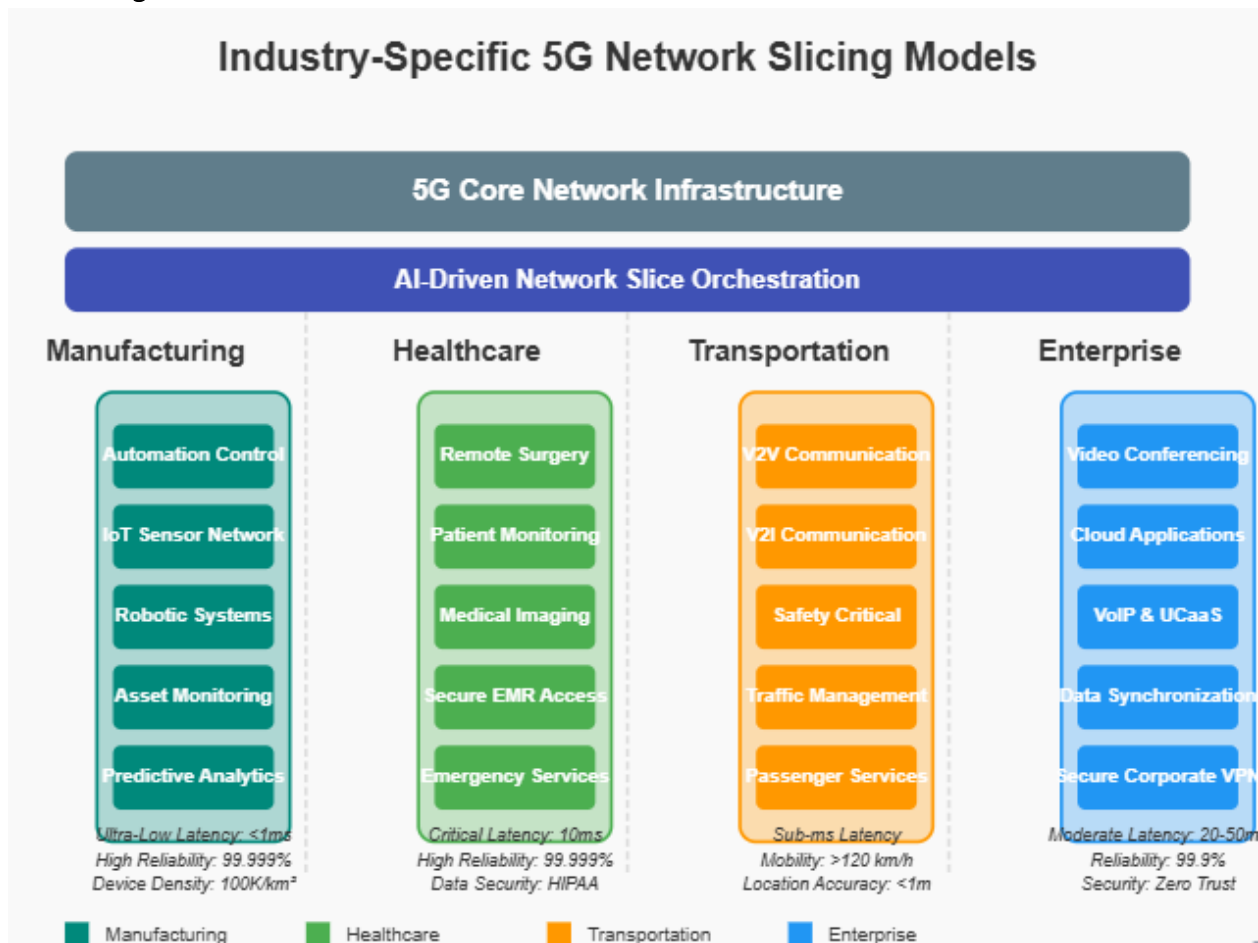 Industry-Specific 5G Network Slicing Models
5G Core Network Infrastructure
AI-Driven Network Slice Orchestration
Manufacturing
Automation Control
IoT Sensor Network
Robotic Systems
Asset Monitoring
Predictive Analytics
Ultra-Low Latency: <1ms
High Reliability: 99.999%
Device Density: 100K/km²
Healthcare
Remote Surgery
Patient Monitoring
Medical Imaging
Secure EMR Access
Emergency Services
Critical Latency: 10ms
High Reliability: 99.999%
Data Security: HIPAA
Transportation
V2V Communication
V2I Communication
Safety Critical
Traffic Management
Passenger Services
Sub-ms Latency
Mobility: >120 km/h
Location Accuracy: <1m
Enterprise
Video Conferencing
Cloud Applications
VoIP & UCaaS
Data Synchronization
Secure Corporate VPN
Moderate Latency: 20-50m
Reliability: 99.9%
Security: Zero Trust
Manufacturing
Healthcare
Transportation
Enterprise